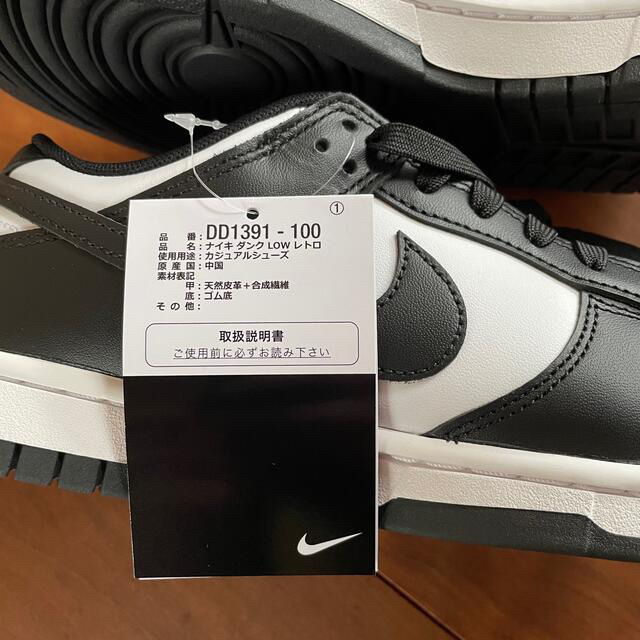 ①
品 番 : DD1391 - 100
品 名 : ナイキ ダンク LOW レトロ
使用用途 : カジュアルシューズ
原 産 国 : 中国
素材表記
甲 : 天然皮革+合成繊維
底 : ゴム底
そ の 他 :
取扱説明書
ご使用前に必ずお読み下さい